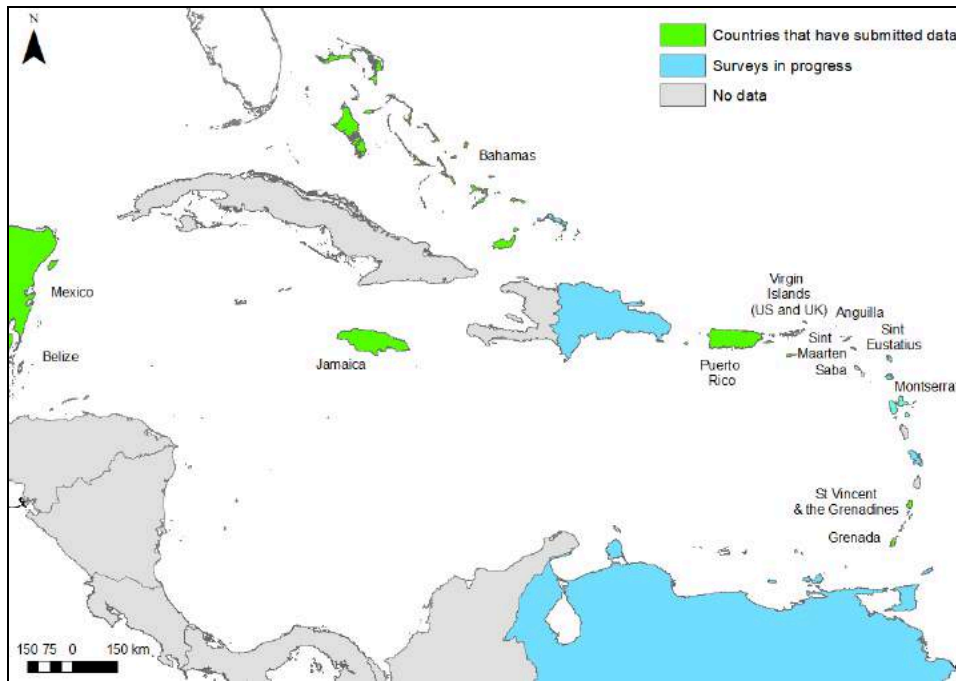 N
Countries that have submitted data
Surveys in progress
No data
Bahamas
Mexico
Belize
Jamaica
Puerto
Rico
Virgin
Islands
(US and UK)
Anguilla
Sint
Maarten
Saba
Sint
Eustatius
Montserrat
St Vincent
& the Grenadines
Grenada
150 75 0 150 km